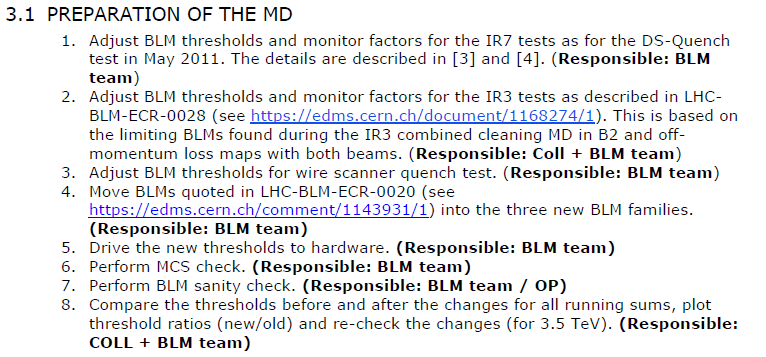 3.1 PREPARATION OF THE MD
1. Adjust BLM thresholds and monitor factors for the IR7 tests as for the DS-Quench
test in May 2011. The details are described in [3] and [4]. (Responsible: BLM
team)
2. Adjust BLM thresholds and monitor factors for the IR3 tests as described in LHC-
BLM-ECR-0028 (see https://edms.cern.ch/document/1168274/1). This is based on
the limiting BLMs found during the IR3 combined cleaning MD in B2 and off-
momentum loss maps with both beams. (Responsible: Coll + BLM team)
3. Adjust BLM thresholds for wire scanner quench test. (Responsible: BLM team)
4. Move BLMs quoted in LHC-BLM-ECR-0020 (see
https://edms.cern.ch/comment/1143931/1) into the three new BLM families.
(Responsible: BLM team)
5. Drive the new thresholds to hardware. (Responsible: BLM team)
6. Perform MCS check. (Responsible: BLM team)
7. Perform BLM sanity check. (Responsible: BLM team / OP)
8. Compare the thresholds before and after the changes for all running sums, plot
threshold ratios (new/old) and re-check the changes (for 3.5 TeV). (Responsible:
COLL + BLM team)